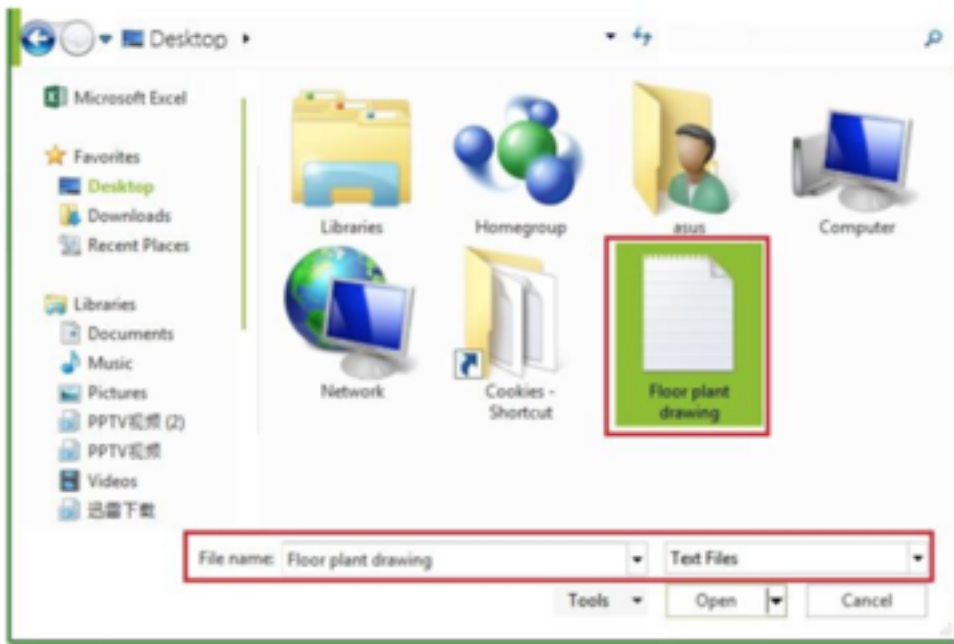 Desktop
Microsoft Excel
Favorites
Desktop
Downloads
Recent Places
Libraries
Documents
Music
Pictures
PPTV视频 (2)
PPTV视频
Videos
迅雷下载
Libraries
Homegroup
asus
Computer
Network
Cookies -
Shortcut
Floor plant
drawing
File name: Floor plant drawing Text Files
Tools Open Cancel